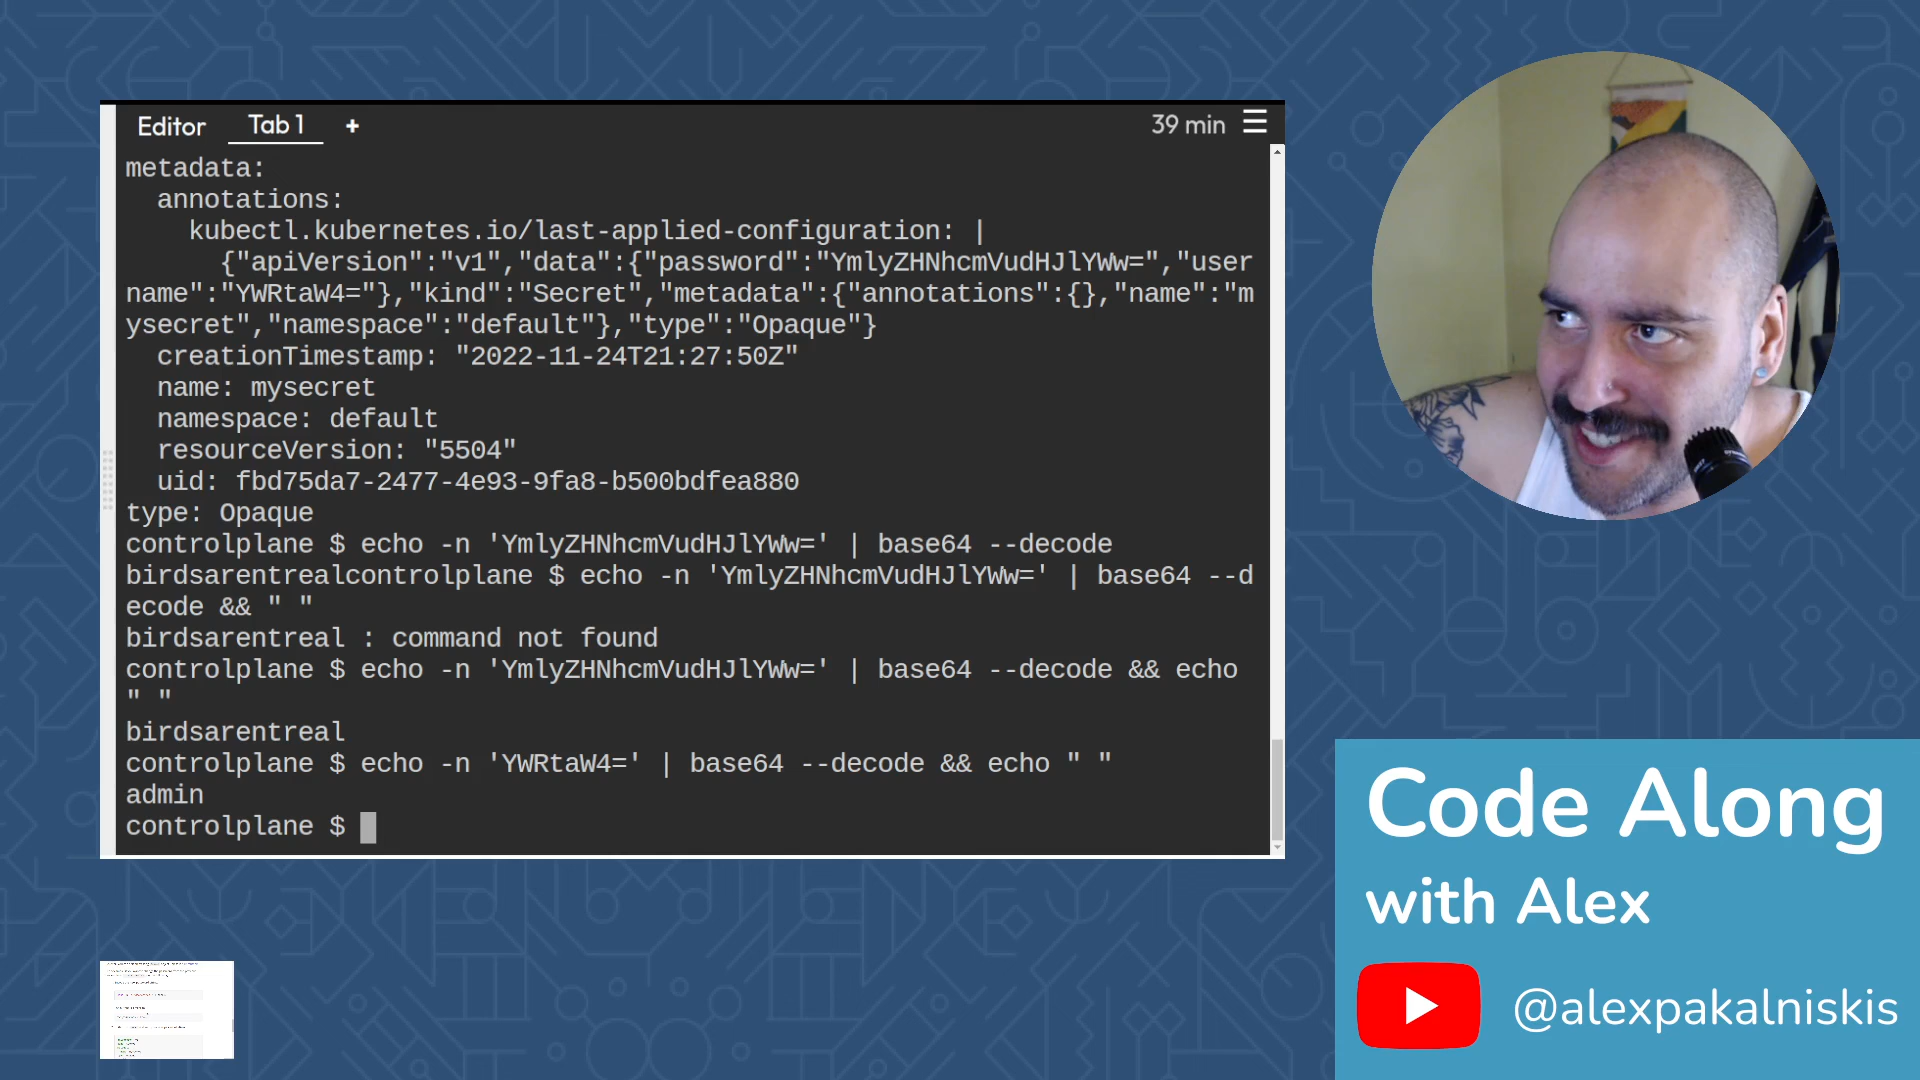 Editor Tab 1 + 39 min
metadata:
annotations:
kubectl.kubernetes.io/last-applied-configuration: |
{"apiVersion":"v1","data":{"password":"YmlyZHNhcmVudHJlYWw=","user
name":"YWRtaW4="},"kind":"Secret","metadata":{"annotations":{},"name":"m
ysecret","namespace":"default"},"type":"Opaque"}
creationTimestamp: "2022-11-24T21:27:50Z"
name: mysecret
namespace: default
resourceVersion: "5504"
uid: fbd75da7-2477-4e93-9fa8-b500bdfea880
type: Opaque
controlplane $ echo -n 'YmlyZHNhcmVudHJlYWw=' | base64 --decode
birdsarentrealcontrolplane $ echo -n 'YmlyZHNhcmVudHJlYWw=' | base64 --d
ecode && " "
birdsarentreal : command not found
controlplane $ echo -n 'YmlyZHNhcmVudHJlYWw=' | base64 --decode && echo
" "
birdsarentreal
controlplane $ echo -n 'YWRtaW4=' | base64 --decode && echo " "
admin
controlplane $
Code Along
with Alex
@alexpakalniskis